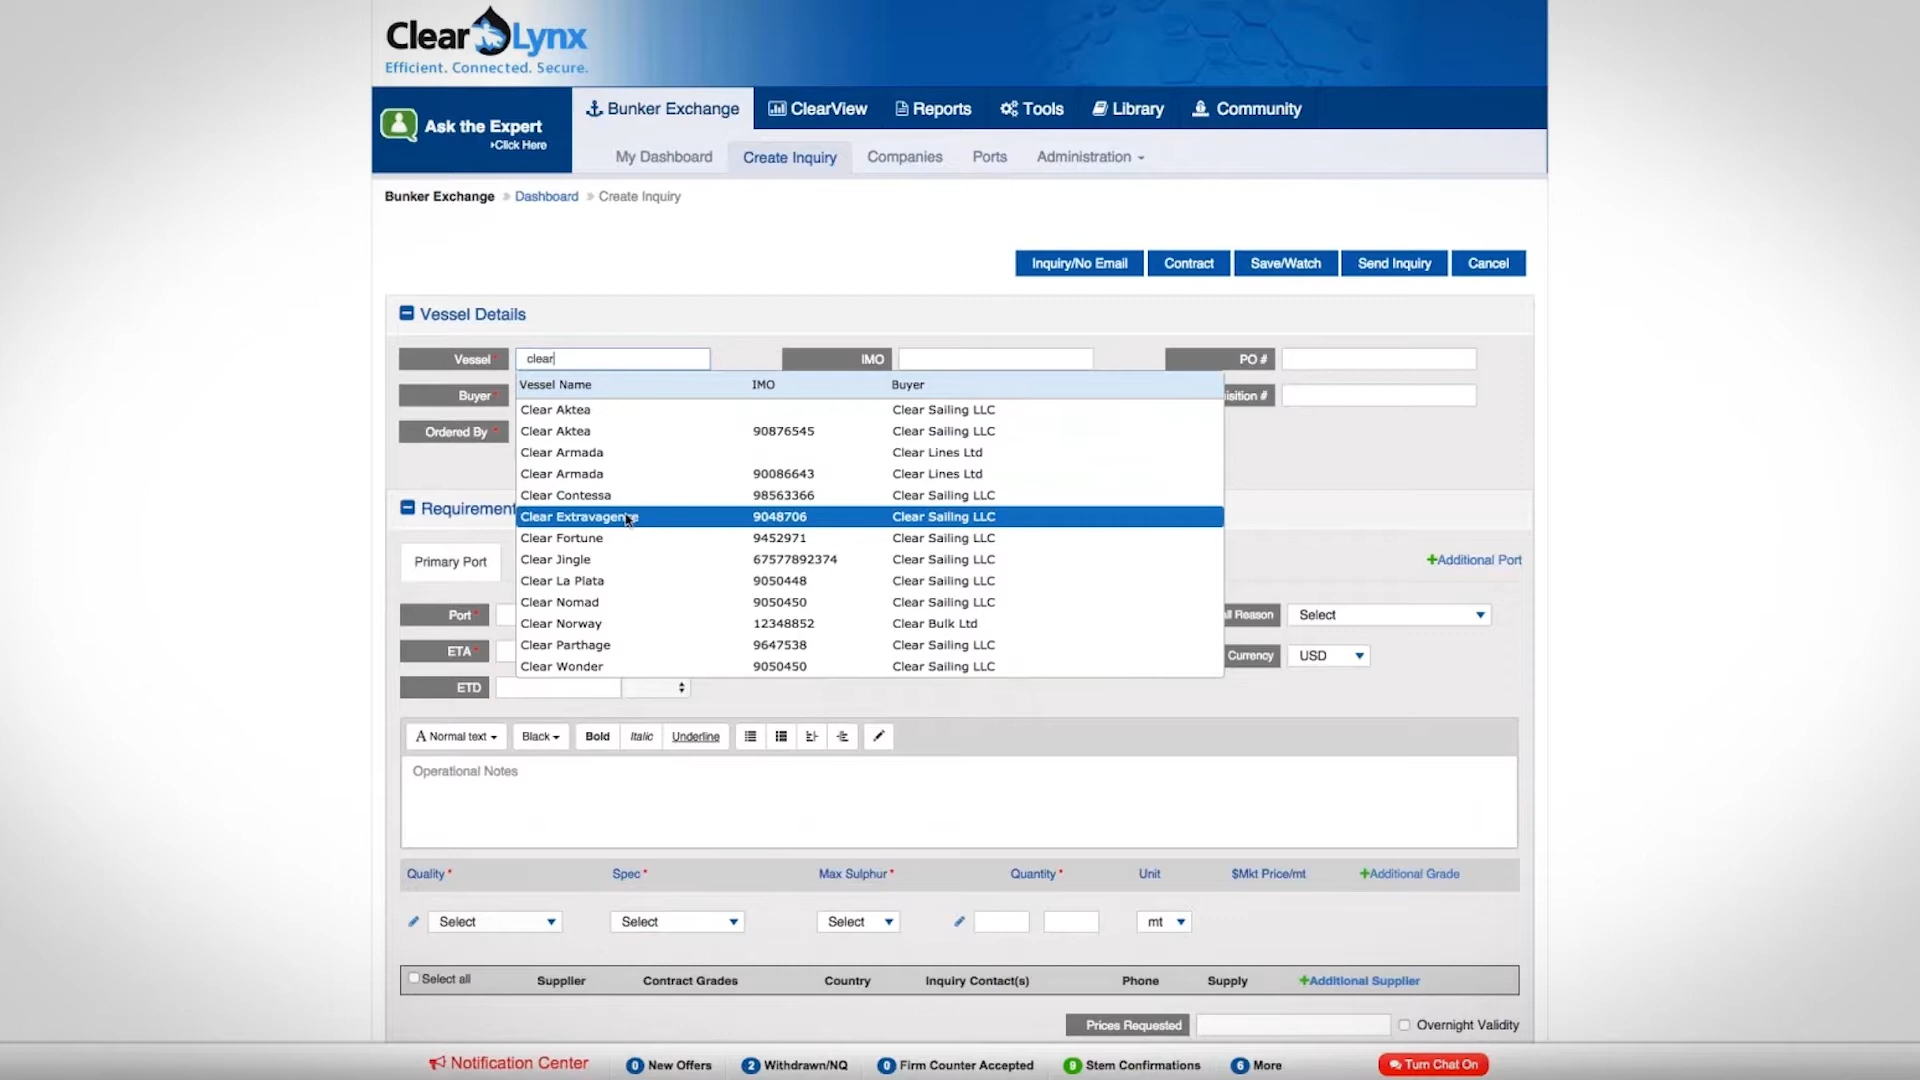 Clear Lynx
Efficient. Connected. Secure.
Ask the Expert
Click Here
Bunker Exchange ClearView Reports Tools Library Community
My Dashboard Create Inquiry Companies Ports Administration
Bunker Exchange » Dashboard » Create Inquiry
Inquiry/No Email Contract Save/Watch Send Inquiry Cancel
Vessel Details
Vessel* clear IMO PO #
Vessel Name IMO Buyer
Buyer* isition #
Clear Aktea Clear Sailing LLC
Ordered By * Clear Aktea 90876545 Clear Sailing LLC
Clear Armada Clear Lines Ltd
Clear Armada 90086643 Clear Lines Ltd
Clear Contessa 98563366 Clear Sailing LLC
Requirement
Clear 9048706 Clear Sailing LLC
Clear Fortune 9452971 Clear Sailing LLC
Primary Port Clear Jingle 67577892374 Clear Sailing LLC +Additional Port
Clear La Plata 9050448 Clear Sailing LLC
Clear Nomad 9050450 Clear Sailing LLC
Port* ll Reason Select
Clear Norway 12348852 Clear Bulk Ltd
ETA* Clear Parthage 9647538 Clear Sailing LLC Currency USD
Clear Wonder 9050450 Clear Sailing LLC
ETD
A Normal text Black Bold Italic Underline
Operational Notes
Quality * Spec * Max Sulphur * Quantity * Unit $Mkt Price/mt +Additional Grade
Select Select Select mt
Select all Supplier Contract Grades Country Inquiry Contact(s) Phone Supply +Additional Supplier
Prices Requested Overnight Validity
Notification Center 0 New Offers 2 Withdrawn/NQ 0 Firm Counter Accepted 9 Stem Confirmations 6 More Turn Chat On